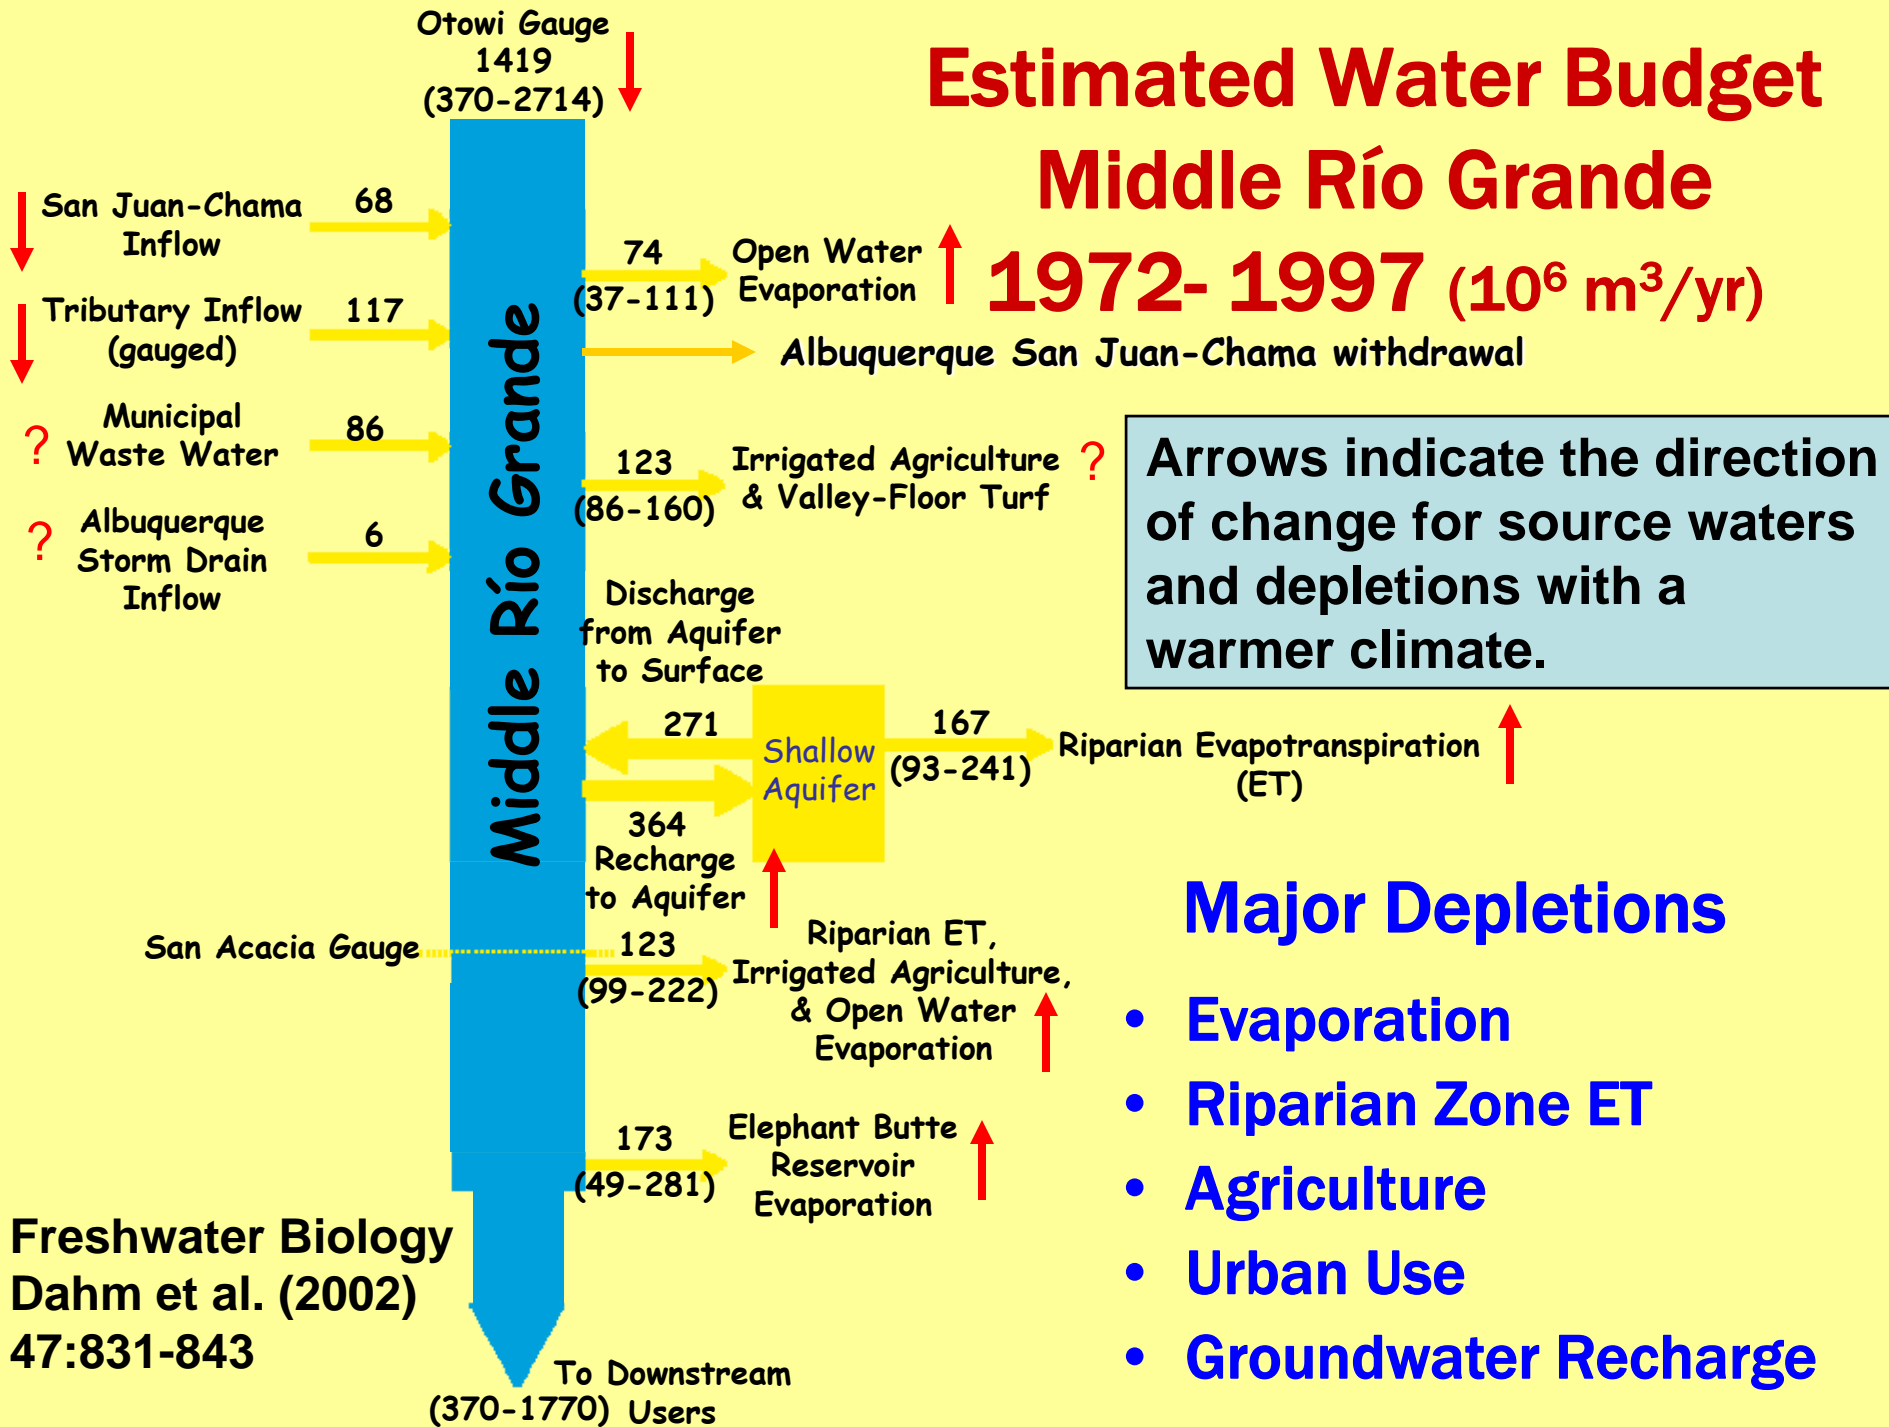 Otowi Gauge
1419
(370-2714)
Estimated Water Budget
Middle Río Grande
1972- 1997 (10⁶ m³/yr)
San Juan-Chama
Inflow
68
Tributary Inflow
(gauged)
117
?
Municipal
Waste Water
86
?
Albuquerque
Storm Drain
Inflow
6
Middle Río Grande
74
(37-111)
Open Water
Evaporation
Albuquerque San Juan-Chama withdrawal
123
(86-160)
Irrigated Agriculture
& Valley-Floor Turf
?
Arrows indicate the direction
of change for source waters
and depletions with a
warmer climate.
Discharge
from Aquifer
to Surface
271
Shallow
Aquifer
167
(93-241)
Riparian Evapotranspiration
(ET)
364
Recharge
to Aquifer
San Acacia Gauge
123
(99-222)
Riparian ET,
Irrigated Agriculture,
& Open Water
Evaporation
173
(49-281)
Elephant Butte
Reservoir
Evaporation
Major Depletions
• Evaporation
• Riparian Zone ET
• Agriculture
• Urban Use
• Groundwater Recharge
Freshwater Biology
Dahm et al. (2002)
47:831-843
To Downstream
(370-1770) Users